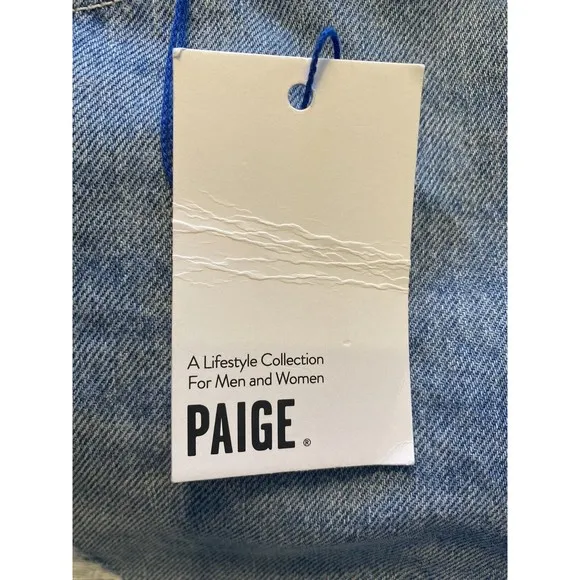 A Lifestyle Collection
For Men and Women
PAIGE ®